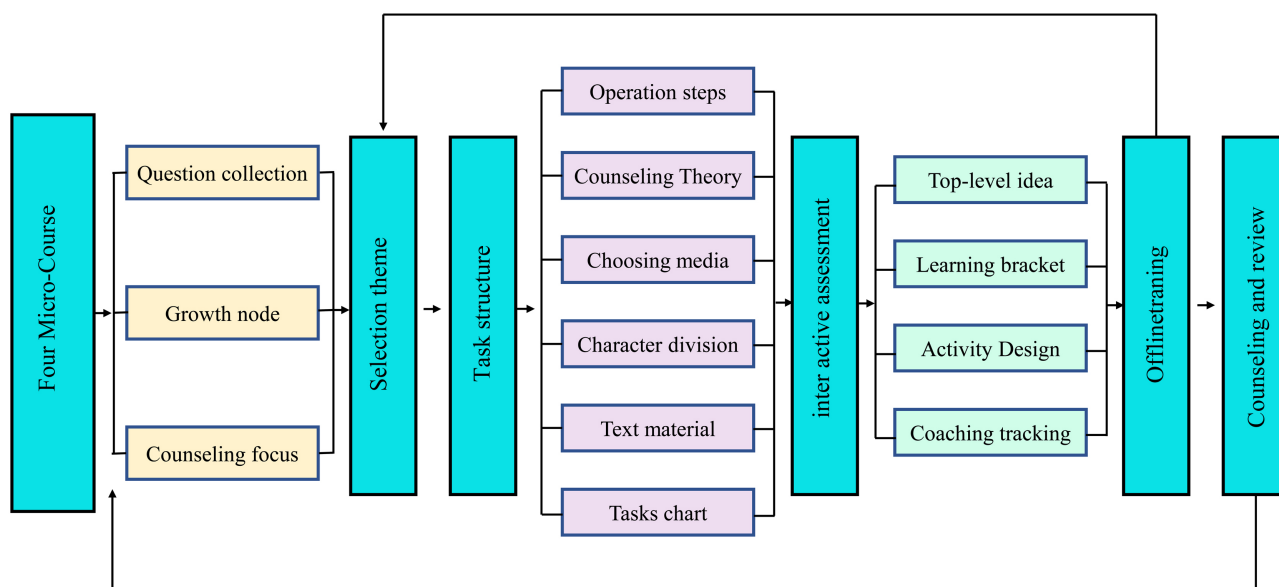 Four Micro-Course
Question collection
Growth node
Counseling focus
Selection theme
Task structure
Operation steps
Counseling Theory
Choosing media
Character division
Text material
Tasks chart
inter active assessment
Top-level idea
Learning bracket
Activity Design
Coaching tracking
Offlinetraning
Counseling and review